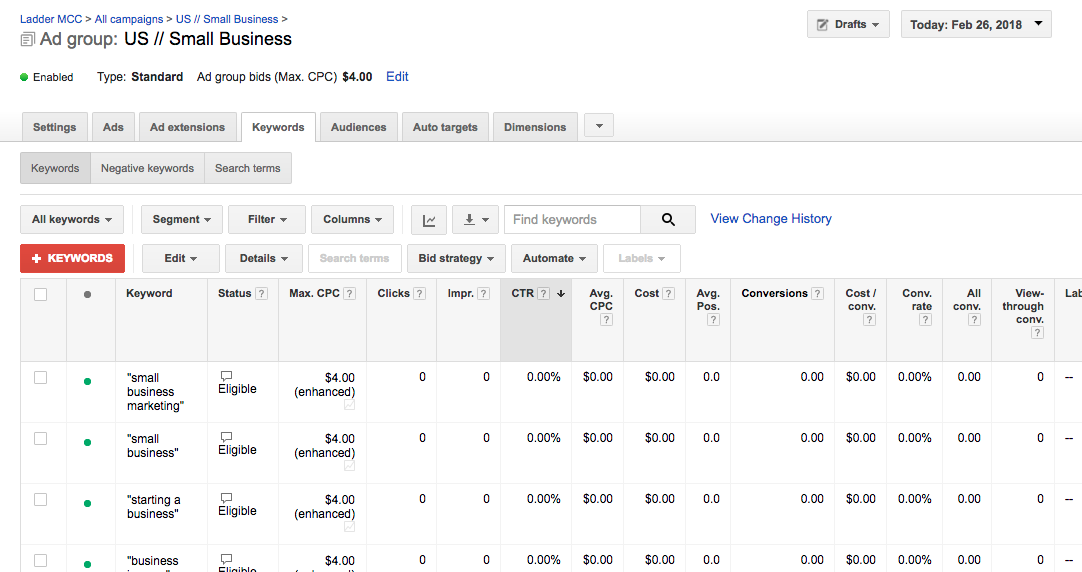 Ladder MCC > All campaigns > US // Small Business >
Ad group: US // Small Business
Drafts
Today: Feb 26, 2018
Enabled Type: Standard Ad group bids (Max. CPC) $4.00 Edit
Settings Ads Ad extensions Keywords Audiences Auto targets Dimensions
Keywords Negative keywords Search terms
All keywords Segment Filter Columns Find keywords View Change History
+ KEYWORDS Edit Details Search terms Bid strategy Automate Labels
Keyword Status ? Max. CPC ? Clicks ? Impr. ? CTR ? Avg. Cost ? Avg. Conversions ? Cost / Conv. All View- Lab
CPC Pos. conv. rate conv. through
? ? ? ? ? conv.
?
"small 0 0 0.00% $0.00 $0.00 0.0 0.00 $0.00 0.00% 0.00 0 --
business Eligible $4.00
marketing" (enhanced)
"small Eligible $4.00 0 0 0.00% $0.00 $0.00 0.0 0.00 $0.00 0.00% 0.00 0 --
business" (enhanced)
"starting a Eligible $4.00 0 0 0.00% $0.00 $0.00 0.0 0.00 $0.00 0.00% 0.00 0 --
business" (enhanced)
"business Eligible $4.00 0 0 0.00% $0.00 $0.00 0.0 0.00 $0.00 0.00% 0.00 0 --